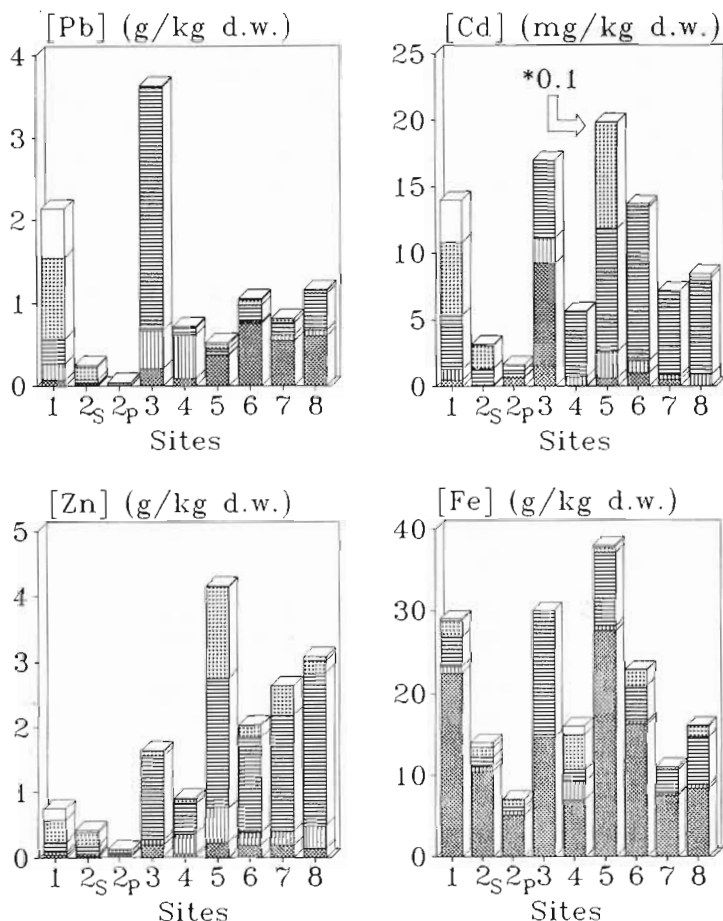 [Pb] (g/kg d.w.)
4
3
2
1
0
1 2S 2P 3 4 5 6 7 8
Sites
[Cd] (mg/kg d.w.)
*0.1
25
20
15
10
5
0
1 2S 2P 3 4 5 6 7 8
Sites
[Zn] (g/kg d.w.)
5
4
3
2
1
0
1 2S 2P 3 4 5 6 7 8
Sites
[Fe] (g/kg d.w.)
40
30
20
10
0
1 2S 2P 3 4 5 6 7 8
Sites